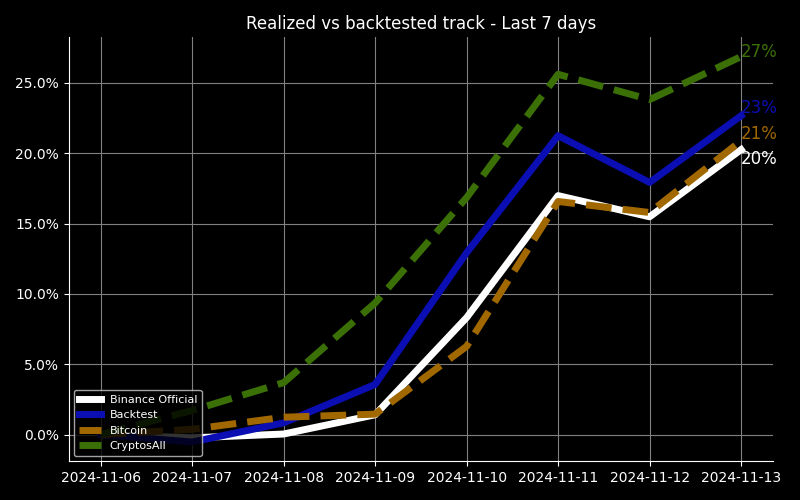 Realized vs backtested track - Last 7 days
27%
25.0%
23%
21%
20.0%
20%
15.0%
10.0%
5.0%
0.0%
Binance Official
Backtest
Bitcoin
CryptosAll
2024-11-06 2024-11-07 2024-11-08 2024-11-09 2024-11-10 2024-11-11 2024-11-12 2024-11-13